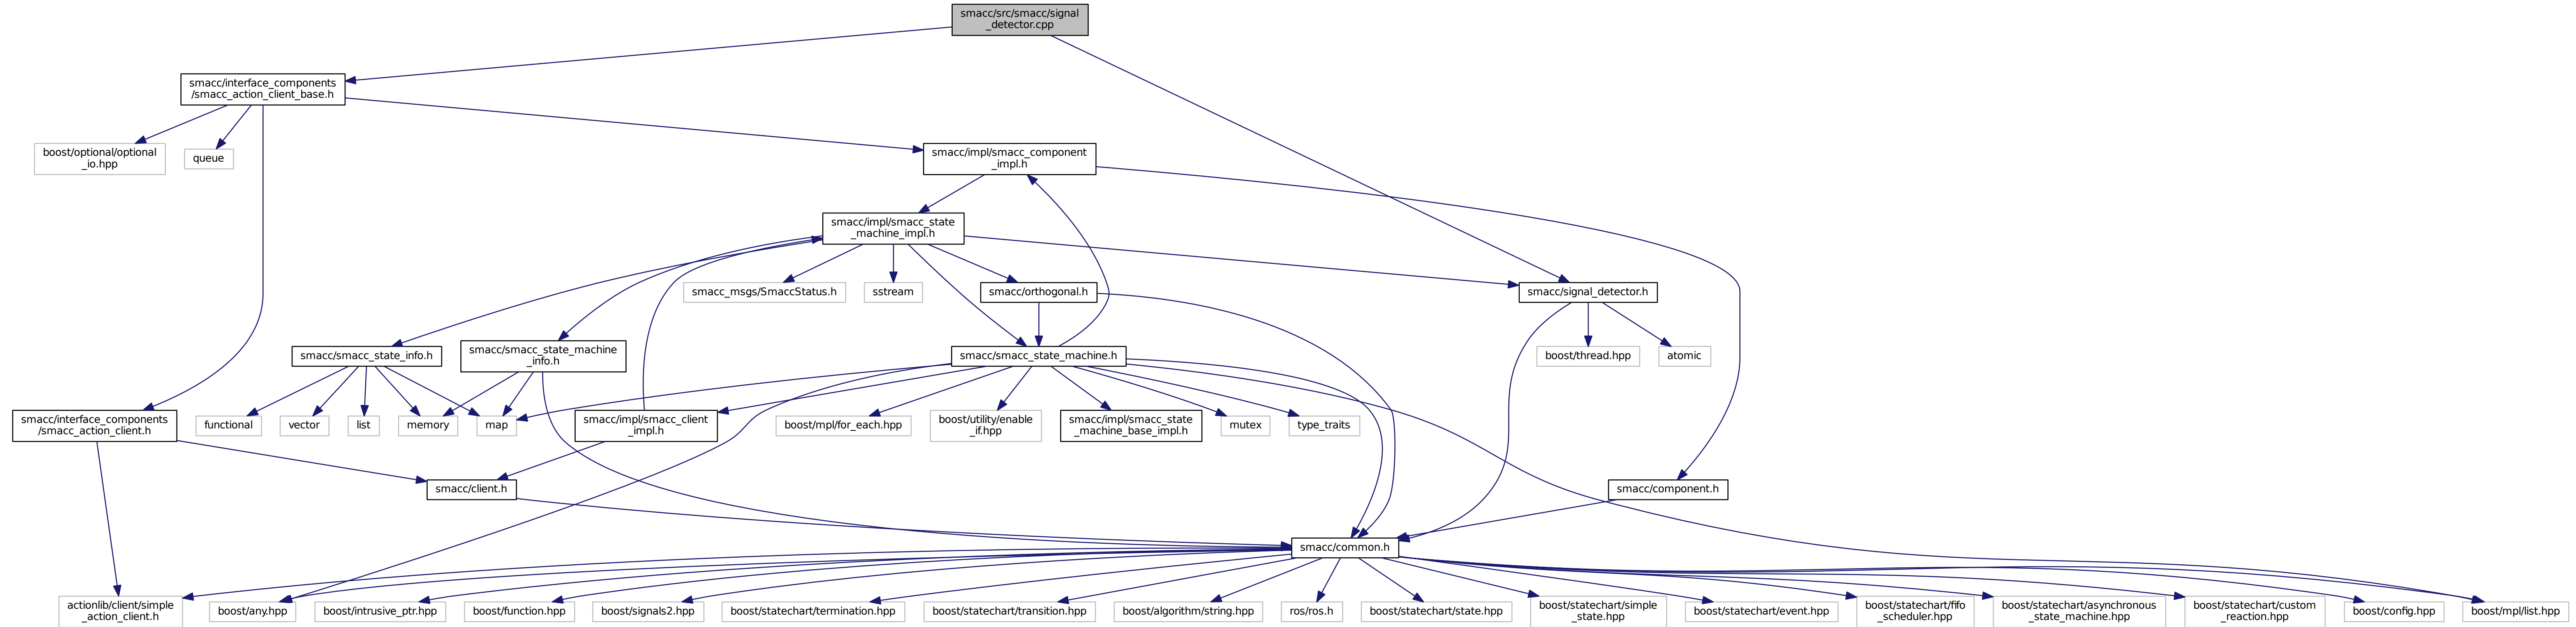 smacc/src/smacc/signal
_detector.cpp
smacc/interface_components
/smacc_action_client_base.h
boost/optional/optional
_io.hpp
queue
smacc/impl/smacc_component
_impl.h
smacc/impl/smacc_state
_machine_impl.h
smacc_msgs/SmaccStatus.h
sstream
smacc/orthogonal.h
smacc/signal_detector.h
smacc/smacc_state_info.h
smacc/smacc_state_machine
_info.h
smacc/smacc_state_machine.h
boost/thread.hpp
atomic
smacc/interface_components
/smacc_action_client.h
functional
vector
list
memory
map
smacc/impl/smacc_client
_impl.h
boost/mpl/for_each.hpp
boost/utility/enable
_if.hpp
smacc/impl/smacc_state
_machine_base_impl.h
mutex
type_traits
smacc/client.h
smacc/component.h
smacc/common.h
actionlib/client/simple
_action_client.h
boost/any.hpp
boost/intrusive_ptr.hpp
boost/function.hpp
boost/signals2.hpp
boost/statechart/termination.hpp
boost/statechart/transition.hpp
boost/algorithm/string.hpp
ros/ros.h
boost/statechart/state.hpp
boost/statechart/simple
_state.hpp
boost/statechart/event.hpp
boost/statechart/fifo
_scheduler.hpp
boost/statechart/asynchronous
_state_machine.hpp
boost/statechart/custom
_reaction.hpp
boost/config.hpp
boost/mpl/list.hpp